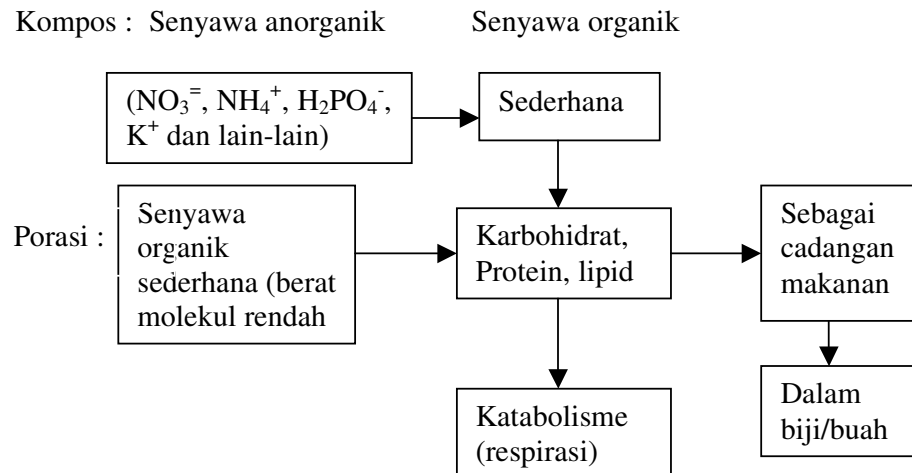 Kompos : Senyawa anorganik Senyawa organik
(NO₃⁼, NH₄⁺, H₂PO₄⁻,
K⁺ dan lain-lain)
Sederhana
Porasi :
Senyawa
organik
sederhana (berat
molekul rendah
Karbohidrat,
Protein, lipid
Sebagai
cadangan
makanan
Katabolisme
(respirasi)
Dalam
biji/buah